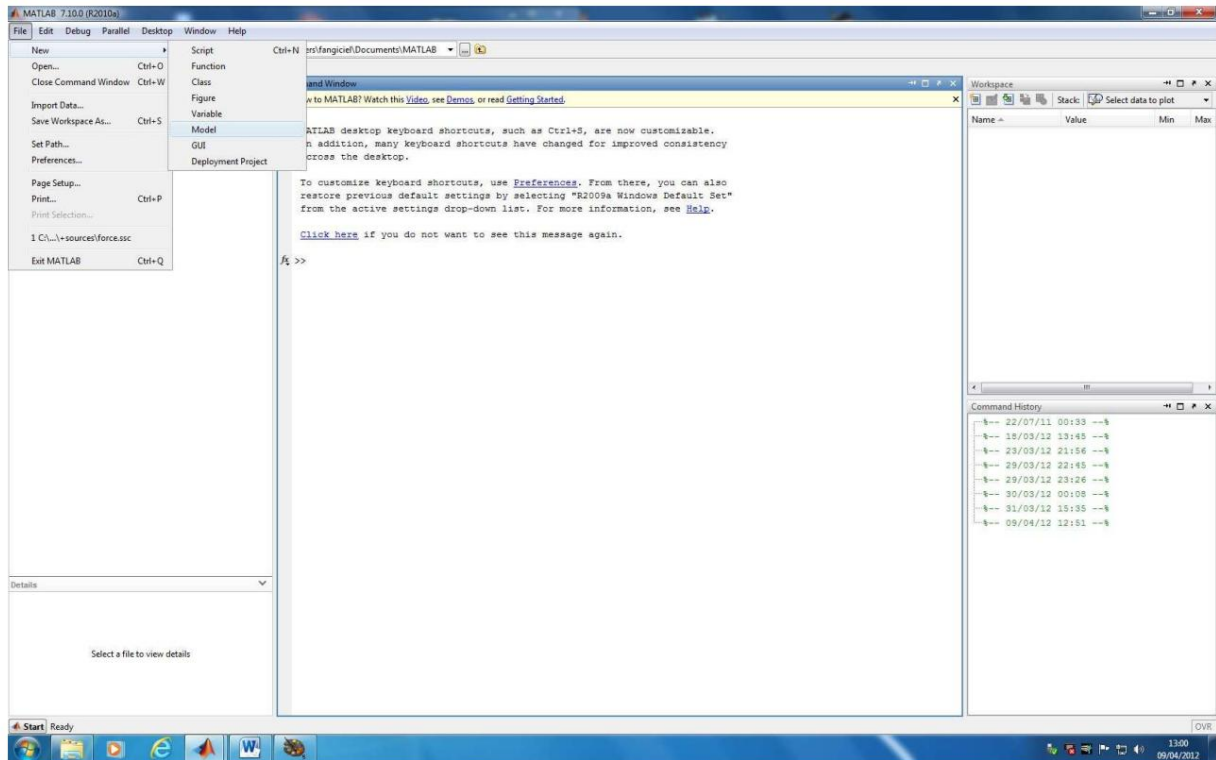 MATLAB 7.10.0 (R2010a)
File Edit Debug Parallel Desktop Window Help
New
Open... Ctrl+O
Close Command Window Ctrl+W
Import Data...
Save Workspace As... Ctrl+S
Set Path...
Preferences...
Page Setup...
Print... Ctrl+P
Print Selection...
1 C:\...\+sources\force.ssc
Exit MATLAB Ctrl+Q
Script Ctrl+N
Function
Class
Figure
Variable
Model
GUI
Deployment Project
ers\fangiciel\Documents\MATLAB
and Window
w to MATLAB? Watch this Video, see Demos, or read Getting Started.
ATLAB desktop keyboard shortcuts, such as Ctrl+S, are now customizable.
n addition, many keyboard shortcuts have changed for improved consistency
cross the desktop.
To customize keyboard shortcuts, use Preferences. From there, you can also
restore previous default settings by selecting "R2009a Windows Default Set"
from the active settings drop-down list. For more information, see Help.
Click here if you do not want to see this message again.
fx >>
Workspace
Stack: Select data to plot
Name Value Min Max
Command History
%-- 22/07/11 00:33 --%
%-- 18/03/12 13:45 --%
%-- 23/03/12 21:56 --%
%-- 29/03/12 22:45 --%
%-- 29/03/12 23:26 --%
%-- 30/03/12 00:08 --%
%-- 31/03/12 15:35 --%
%-- 09/04/12 12:51 --%
Details
Select a file to view details
Start Ready
OVR
13:00
09/04/2012